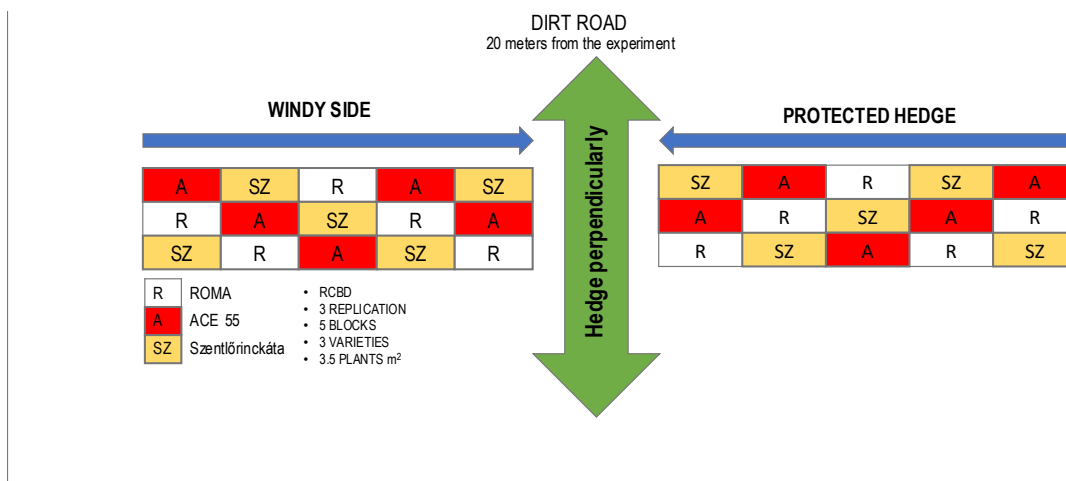 DIRT ROAD
20 meters from the experiment
WINDY SIDE
PROTECTED HEDGE
Hedge perpendicularly
A SZ R A SZ
R A SZ R A
SZ R A SZ R
SZ A R SZ A
A R SZ A R
R SZ A R SZ
R ROMA
A ACE 55
SZ Szentlőrinckáta
• RCBD
• 3 REPLICATION
• 5 BLOCKS
• 3 VARIETIES
• 3.5 PLANTS m²